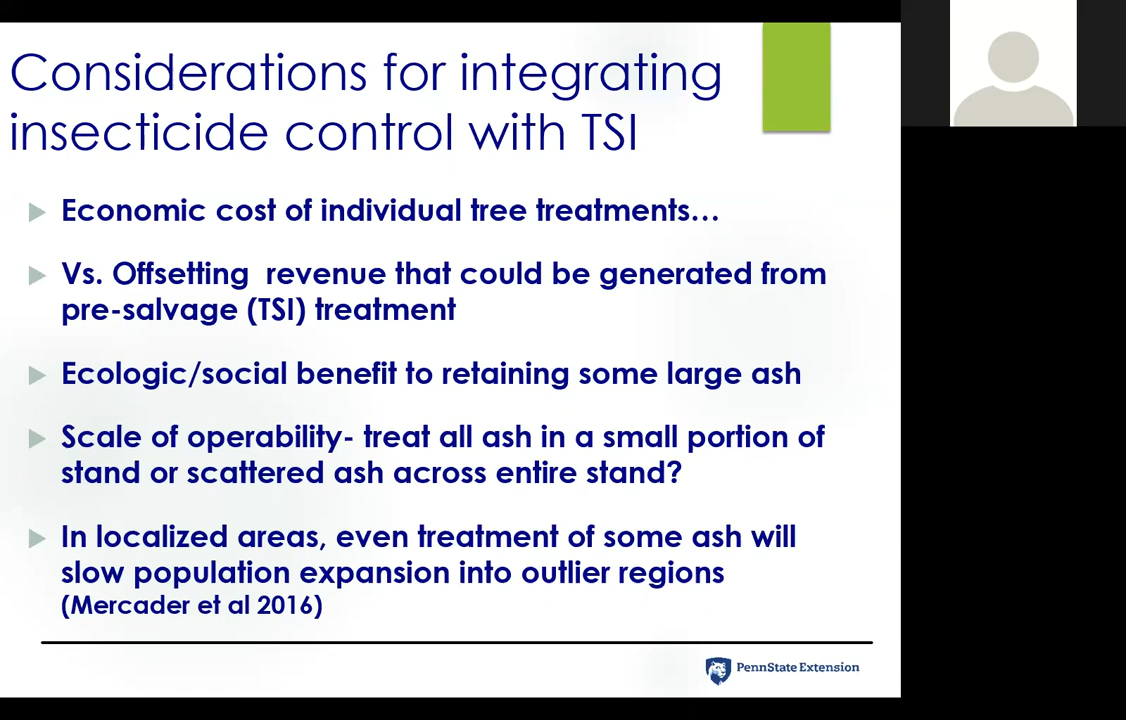 Considerations for integrating
insecticide control with TSI
Economic cost of individual tree treatments...
Vs. Offsetting revenue that could be generated from
pre-salvage (TSI) treatment
Ecologic/social benefit to retaining some large ash
Scale of operability- treat all ash in a small portion of
stand or scattered ash across entire stand?
In localized areas, even treatment of some ash will
slow population expansion into outlier regions
(Mercader et al 2016)
PennState Extension